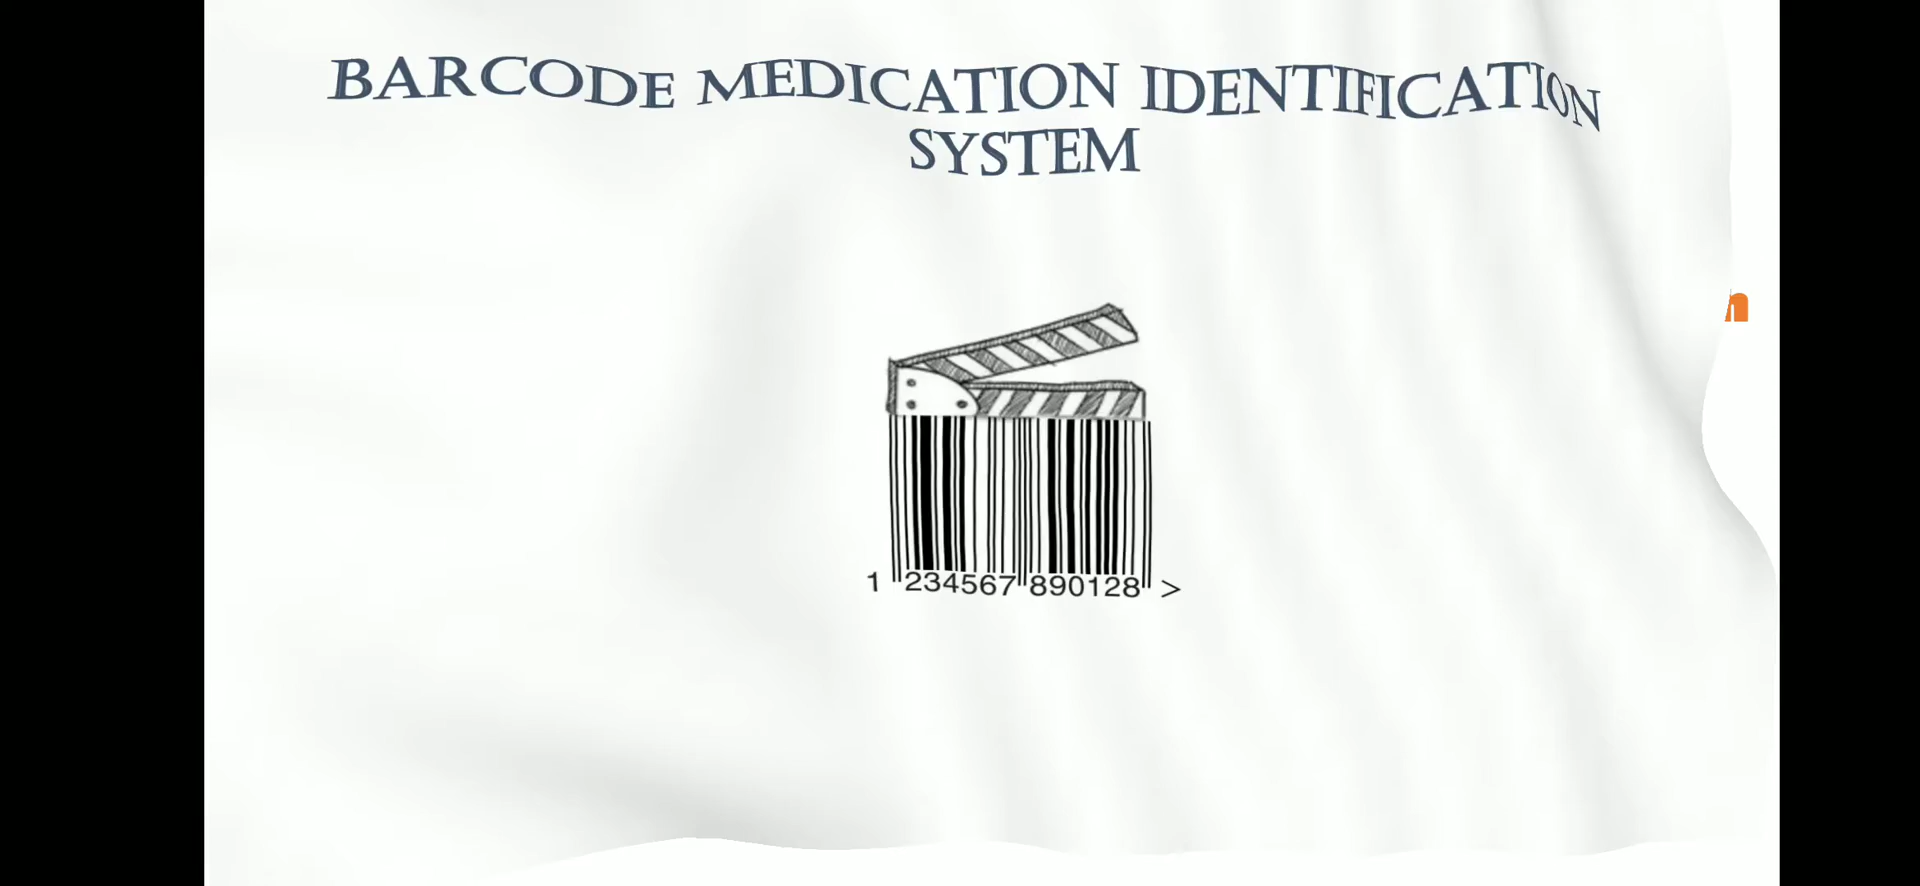 BARCODE MEDICATION IDENTIFICATION
SYSTEM
n
1 234567 890128 >